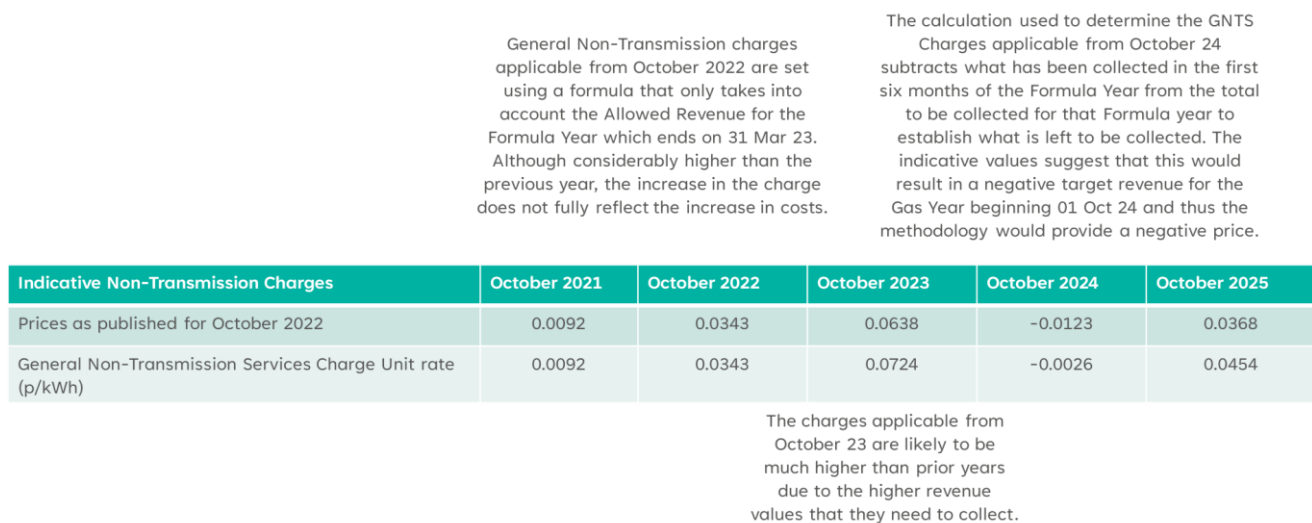 General Non-Transmission charges
applicable from October 2022 are set
using a formula that only takes into
account the Allowed Revenue for the
Formula Year which ends on 31 Mar 23.
Although considerably higher than the
previous year, the increase in the charge
does not fully reflect the increase in costs.
The calculation used to determine the GNTS
Charges applicable from October 24
subtracts what has been collected in the first
six months of the Formula Year from the total
to be collected for that Formula year to
establish what is left to be collected. The
indicative values suggest that this would
result in a negative target revenue for the
Gas Year beginning 01 Oct 24 and thus the
methodology would provide a negative price.
Indicative Non-Transmission Charges October 2021 October 2022 October 2023 October 2024 October 2025
Prices as published for October 2022 0.0092 0.0343 0.0638 -0.0123 0.0368
General Non-Transmission Services Charge Unit rate 0.0092 0.0343 0.0724 -0.0026 0.0454
(p/kWh)
The charges applicable from
October 23 are likely to be
much higher than prior years
due to the higher revenue
values that they need to collect.